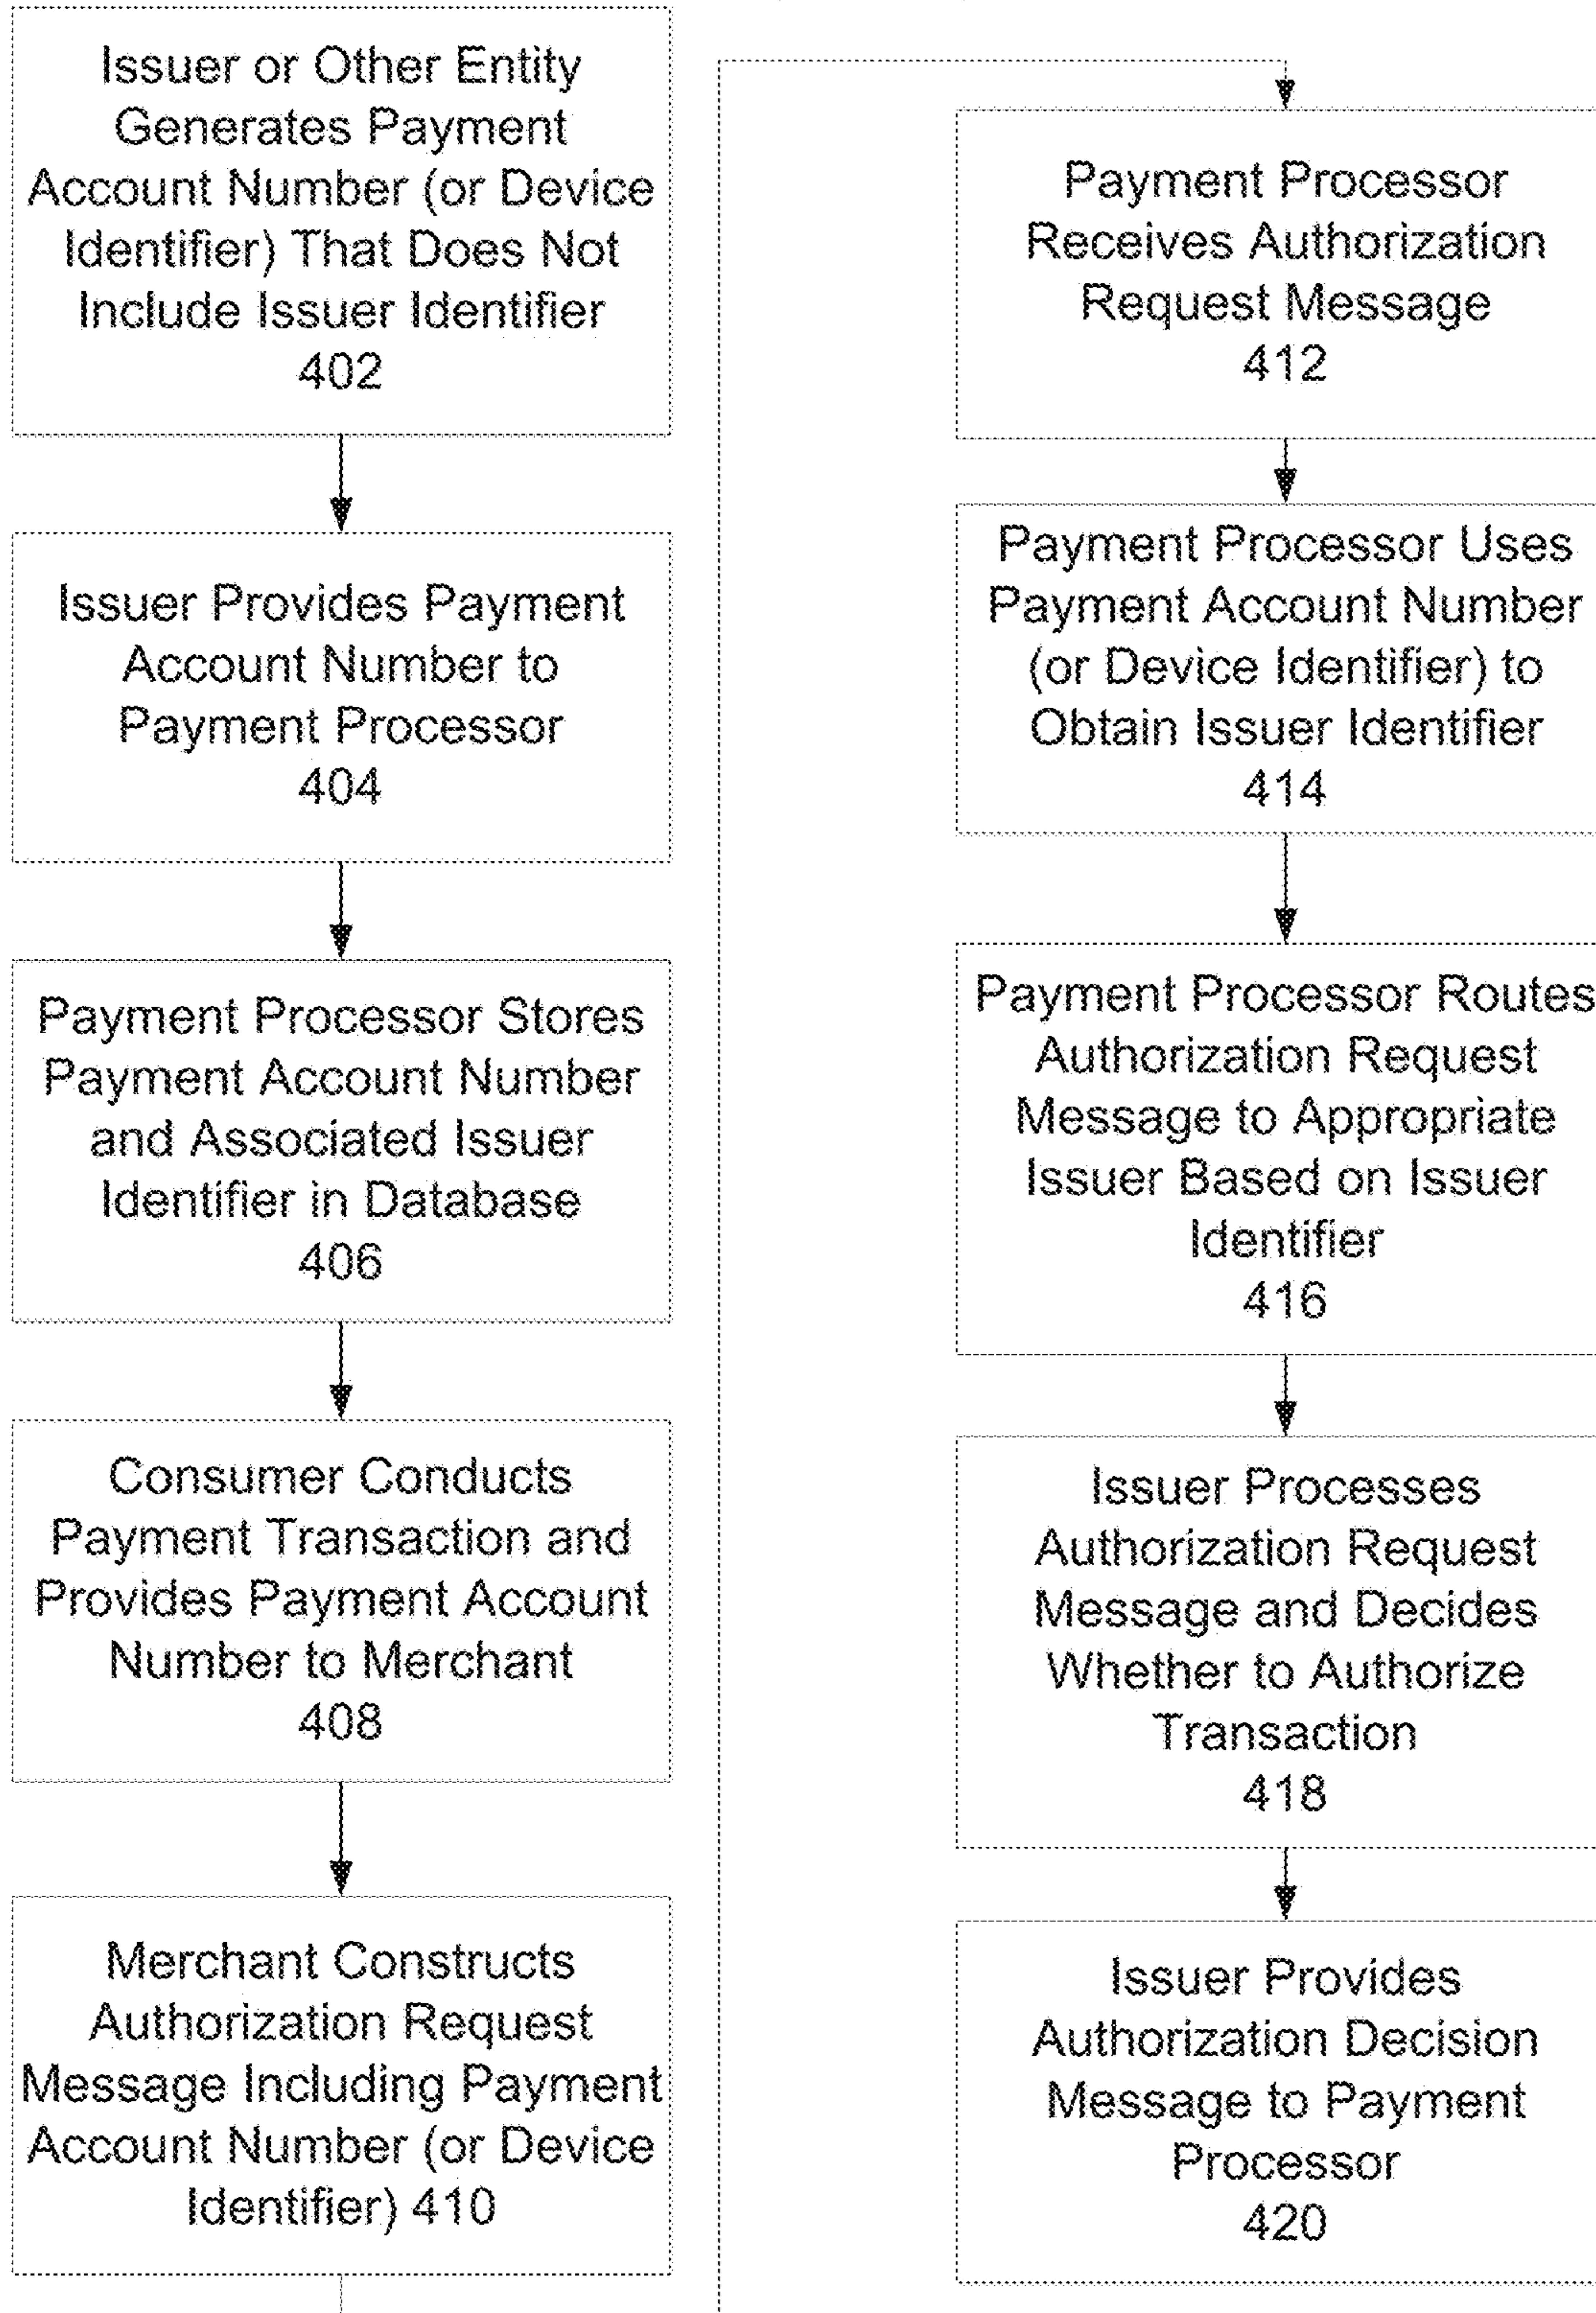 Issuer or Other Entity
Generates Payment
Account Number (or Device
Identifier) That Does Not
Include Issuer Identifier
402
Issuer Provides Payment
Account Number to
Payment Processor
404
Payment Processor Stores
Payment Account Number
and Associated Issuer
Identifier in Database
406
Consumer Conducts
Payment Transaction and
Provides Payment Account
Number to Merchant
408
Merchant Constructs
Authorization Request
Message Including Payment
Account Number (or Device
Identifier) 410
Payment Processor
Receives Authorization
Request Message
412
Payment Processor Uses
Payment Account Number
(or Device Identifier) to
Obtain Issuer Identifier
414
Payment Processor Routes
Authorization Request
Message to Appropriate
Issuer Based on Issuer
Identifier
416
Issuer Processes
Authorization Request
Message and Decides
Whether to Authorize
Transaction
418
Issuer Provides
Authorization Decision
Message to Payment
Processor
420